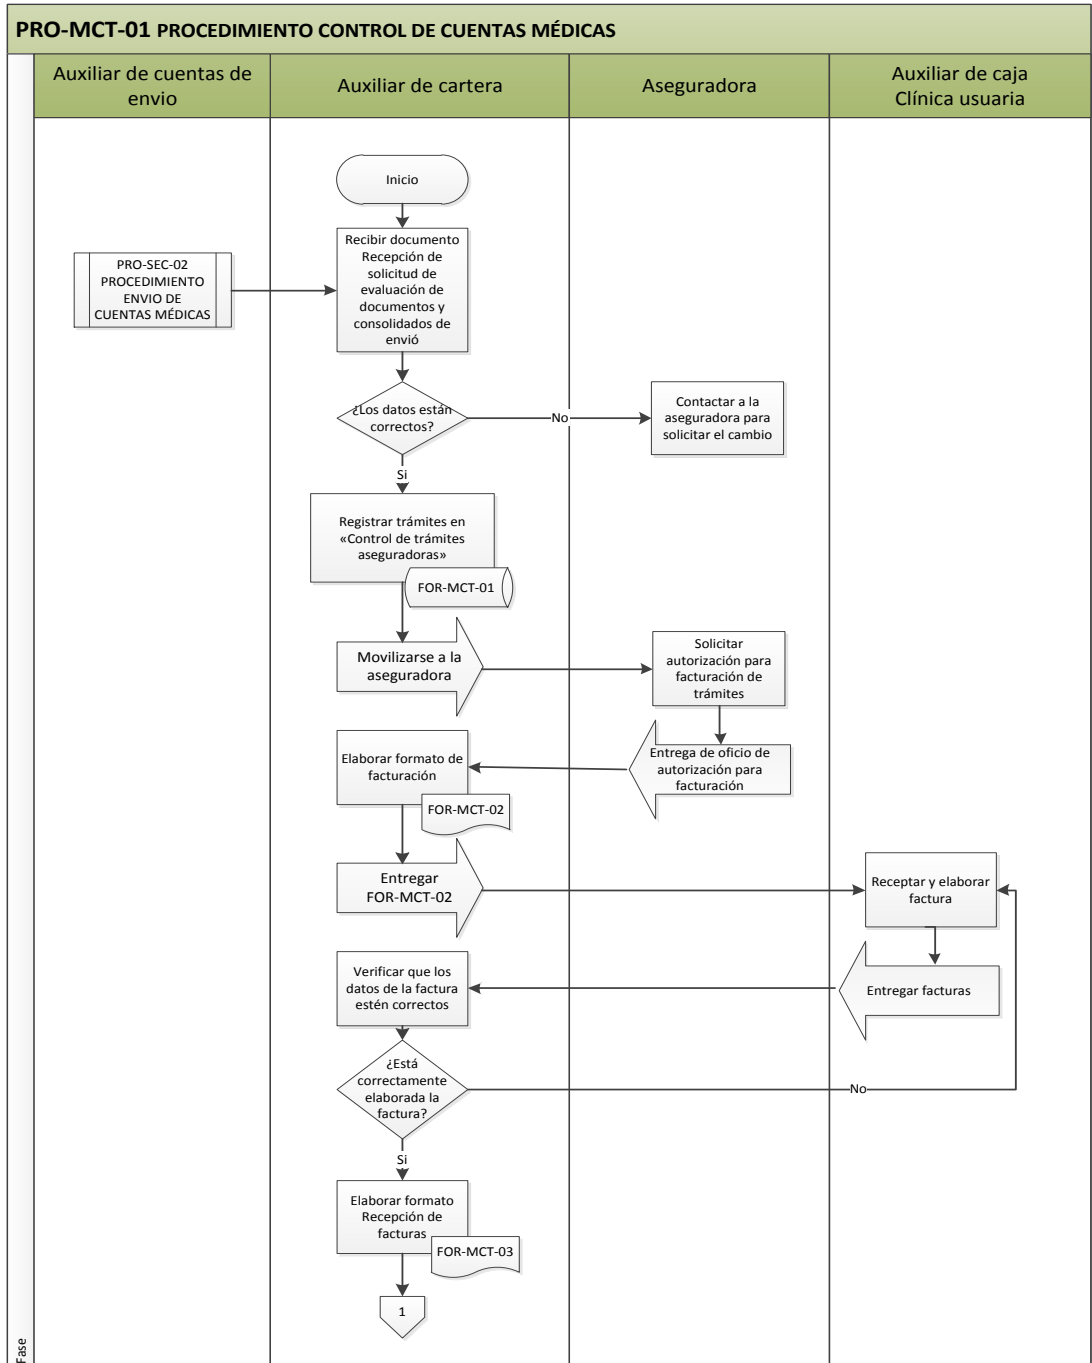 PRO-MCT-01 PROCEDIMIENTO CONTROL DE CUENTAS MÉDICAS
Auxiliar de cuentas de
envio
Auxiliar de cartera
Aseguradora
Auxiliar de caja
Clínica usuaria
Inicio
PRO-SEC-02
PROCEDIMIENTO
ENVIO DE
CUENTAS MÉDICAS
Recibir documento
Recepción de
solicitud de
evaluación de
documentos y
consolidados de
envió
¿Los datos están
correctos?
No
Contactar a la
aseguradora para
solicitar el cambio
Si
Registrar trámites en
«Control de trámites
aseguradoras»
FOR-MCT-01
Movilizarse a la
aseguradora
Solicitar
autorización para
facturación de
trámites
Entrega de oficio de
autorización para
facturación
Elaborar formato de
facturación
FOR-MCT-02
Entregar
FOR-MCT-02
Receptar y elaborar
factura
Entregar facturas
Verificar que los
datos de la factura
estén correctos
¿Está
correctamente
elaborada la
factura?
No
Si
Elaborar formato
Recepción de
facturas
FOR-MCT-03
1
Fase